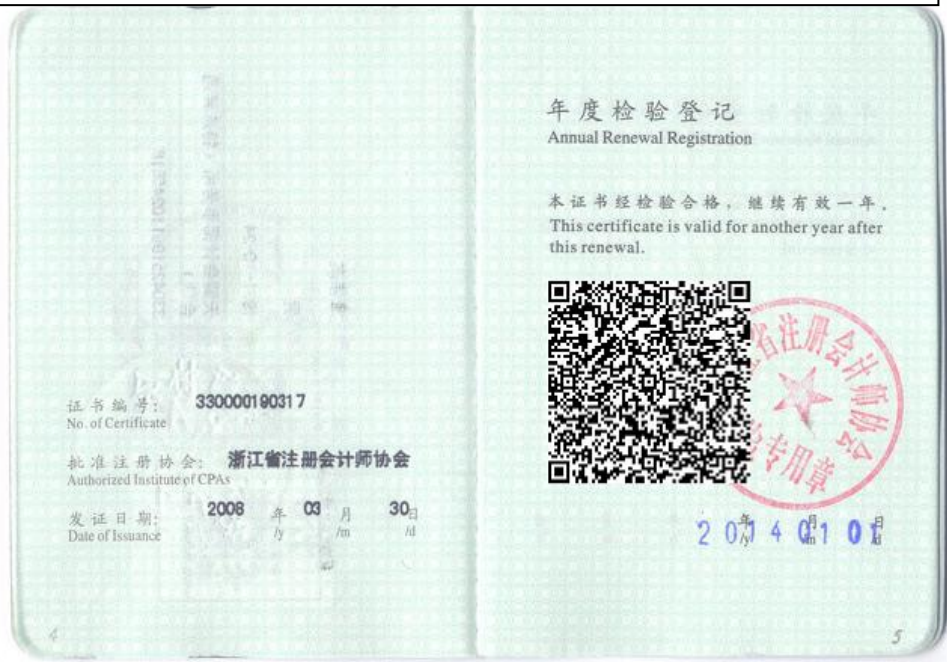 证书编号: 330000190317
No. of Certificate
批准注册协会: 浙江省注册会计师协会
Authorized Institute of CPAs
发证日期: 2008 年 03 月 30日
Date of Issuance /y /m /d
4
年度检验登记
Annual Renewal Registration
本证书经检验合格，继续有效一年.
This certificate is valid for another year after
this renewal.
省注册会计师协会
专用章
年 月 日
20140101
/y /m /d
5